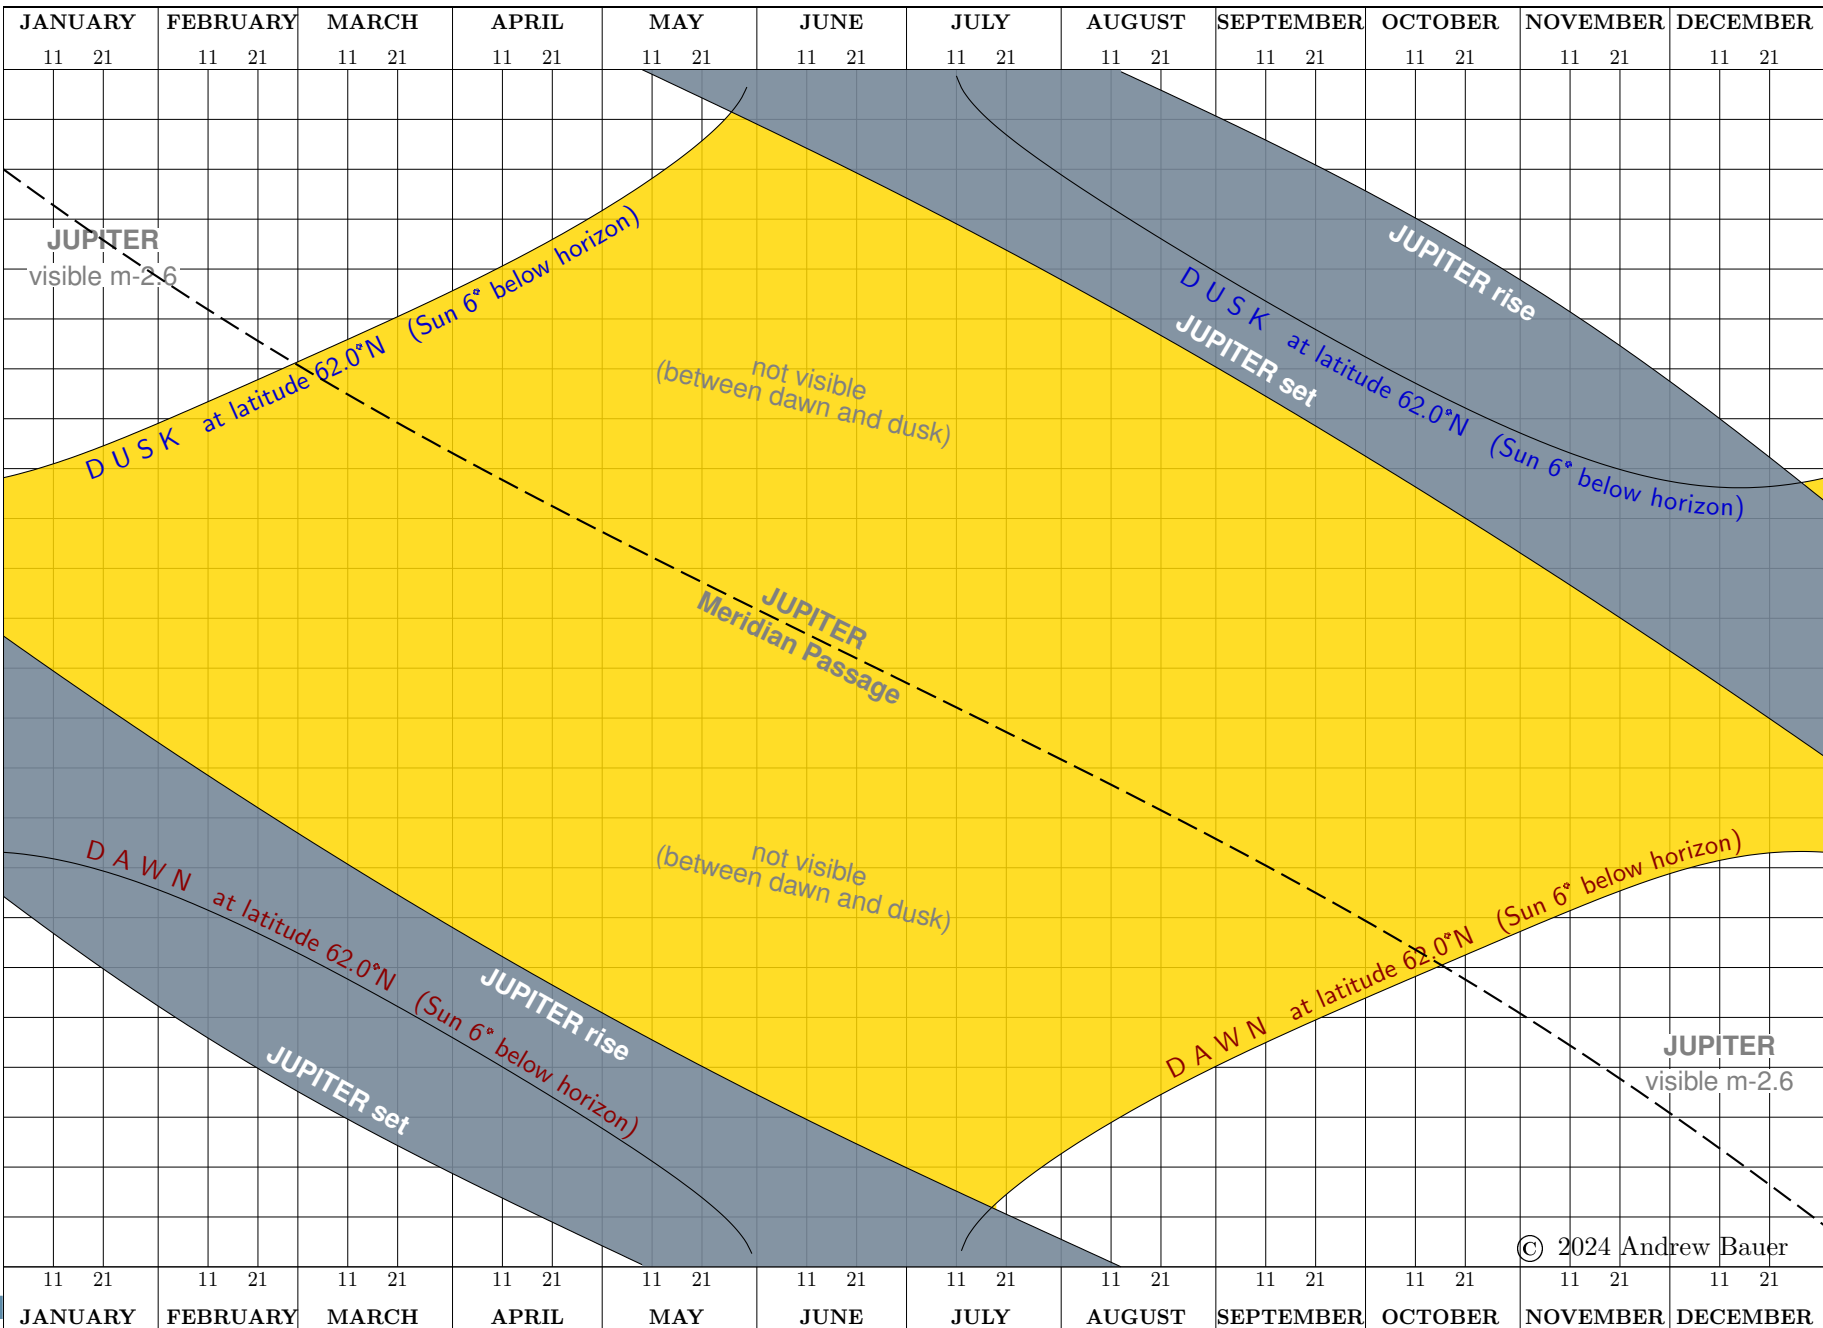 JANUARY FEBRUARY MARCH APRIL MAY JUNE JULY AUGUST SEPTEMBER OCTOBER NOVEMBER DECEMBER
11 21 11 21 11 21 11 21 11 21 11 21 11 21 11 21 11 21 11 21 11 21 11 21
JUPITER
visible m-2.6
DUSK at latitude 62.0°N (Sun 6° below horizon)
JUPITER rise
DUSK at latitude 62.0°N (Sun 6° below horizon)
JUPITER set
not visible
(between dawn and dusk)
JUPITER
Meridian Passage
not visible
(between dawn and dusk)
DAWN at latitude 62.0°N (Sun 6° below horizon)
JUPITER rise
JUPITER set
DAWN at latitude 62.0°N (Sun 6° below horizon)
JUPITER
visible m-2.6
© 2024 Andrew Bauer
11 21 11 21 11 21 11 21 11 21 11 21 11 21 11 21 11 21 11 21 11 21 11 21
JANUARY FEBRUARY MARCH APRIL MAY JUNE JULY AUGUST SEPTEMBER OCTOBER NOVEMBER DECEMBER